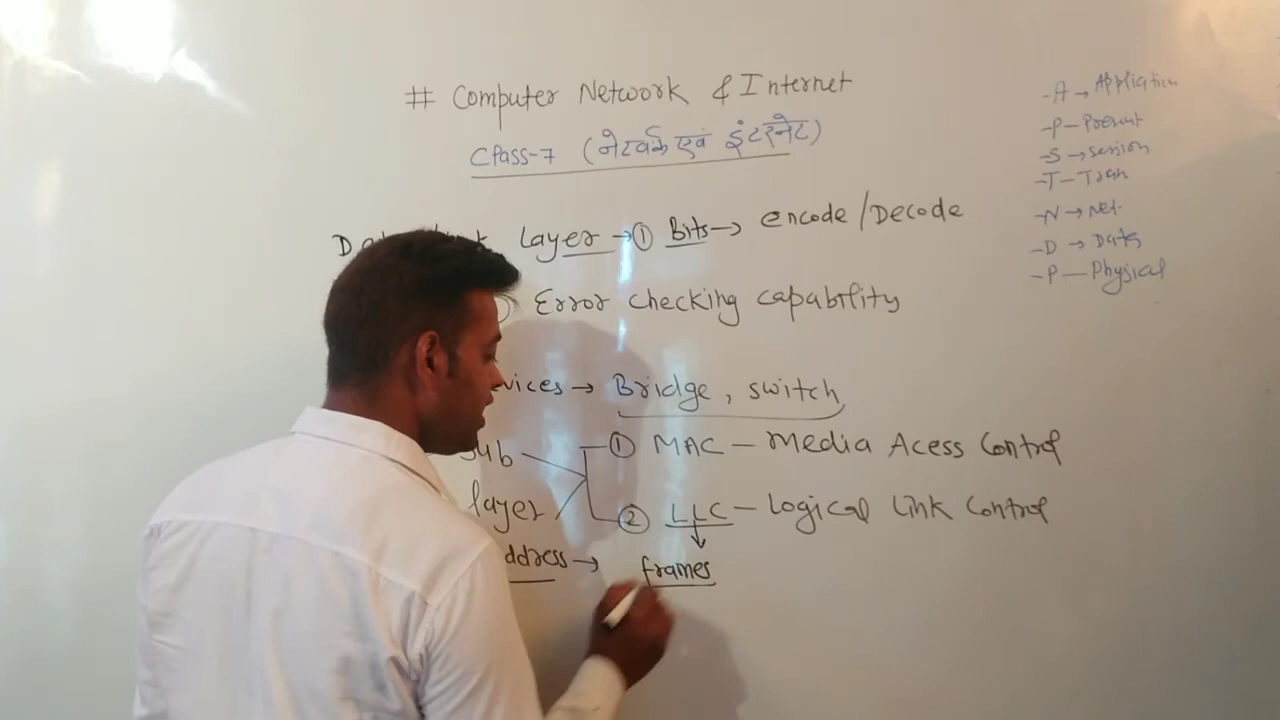 # Computer Network & Internet
Class-7 (नेटवर्क एवं इंटरनेट)
Layer → ① Bits → encode / Decode
Error checking capability
vices → Bridge , switch
sub
layer
① MAC – Media Acess Control
② LLC – Logical Link Control
ddress → frames
-A → Application
-P – Present
-S → Session
-T – Tran
-N → Net.
-D → Data
-P — Physical